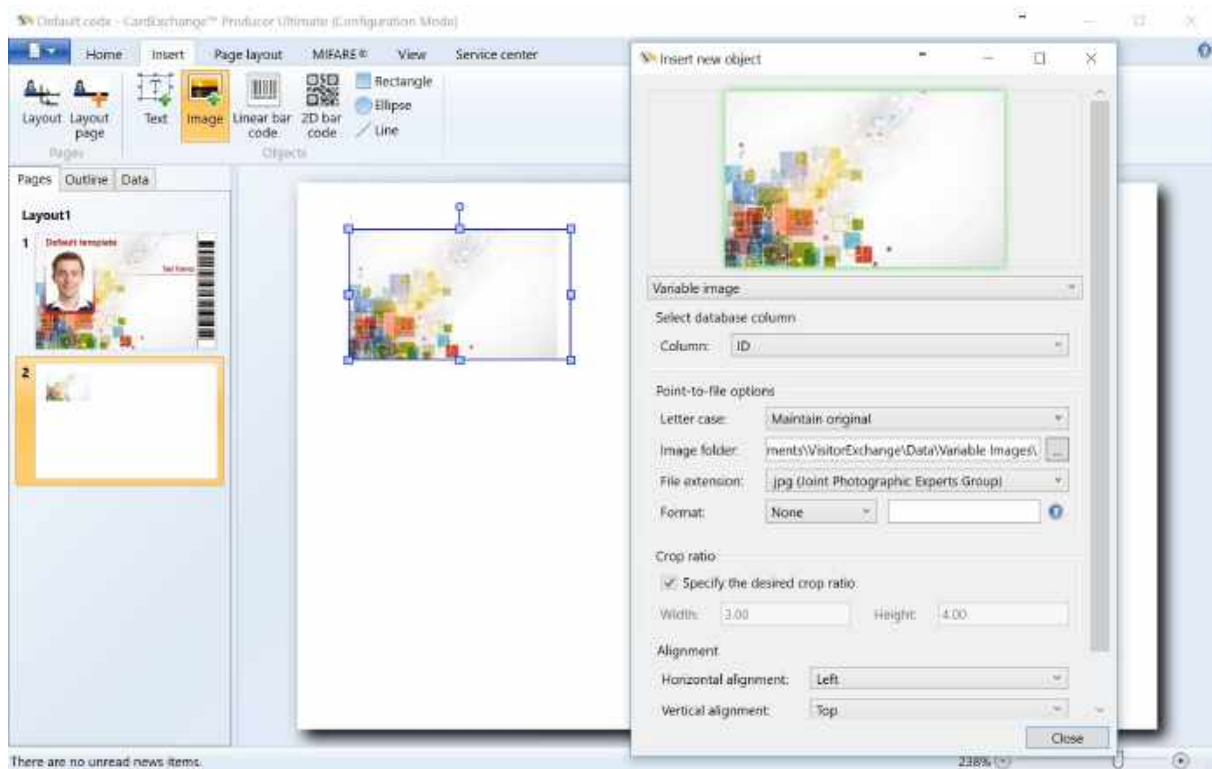 Default code - CardExchange™ Producer Ultimate (Configuration Mode)
Home Insert Page layout MIFARE® View Service center
Layout Layout page
Text Image Linear bar code 2D bar code
Rectangle
Ellipse
Line
Pages
Objects
Pages Outline Data
Layout1
1
Default template
2
Insert new object
Variable image
Select database column
Column: ID
Point-to-file options
Letter case: Maintain original
Image folder: ments\VisitorExchange\Data\Variable Images\ ...
File extension: .jpg (Joint Photographic Experts Group)
Format: None
Crop ratio
Specify the desired crop ratio
Width: 3.00 Height: 4.00
Alignment
Horizontal alignment: Left
Vertical alignment: Top
Close
There are no unread news items.
238%